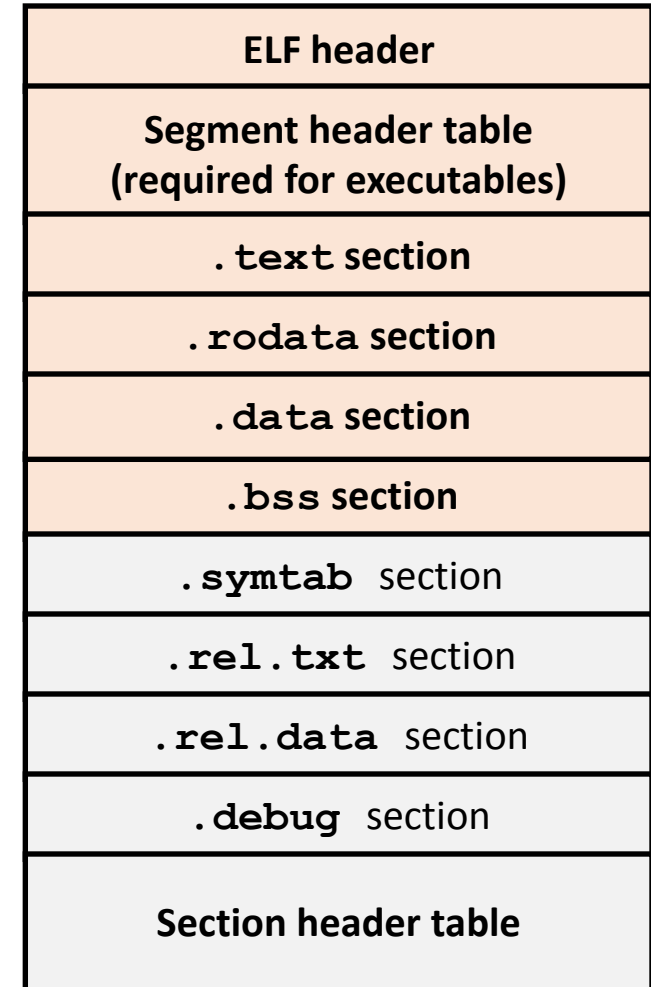 ELF header
Segment header table
(required for executables)
.text section
.rodata section
.data section
.bss section
.symtab section
.rel.txt section
.rel.data section
.debug section
Section header table